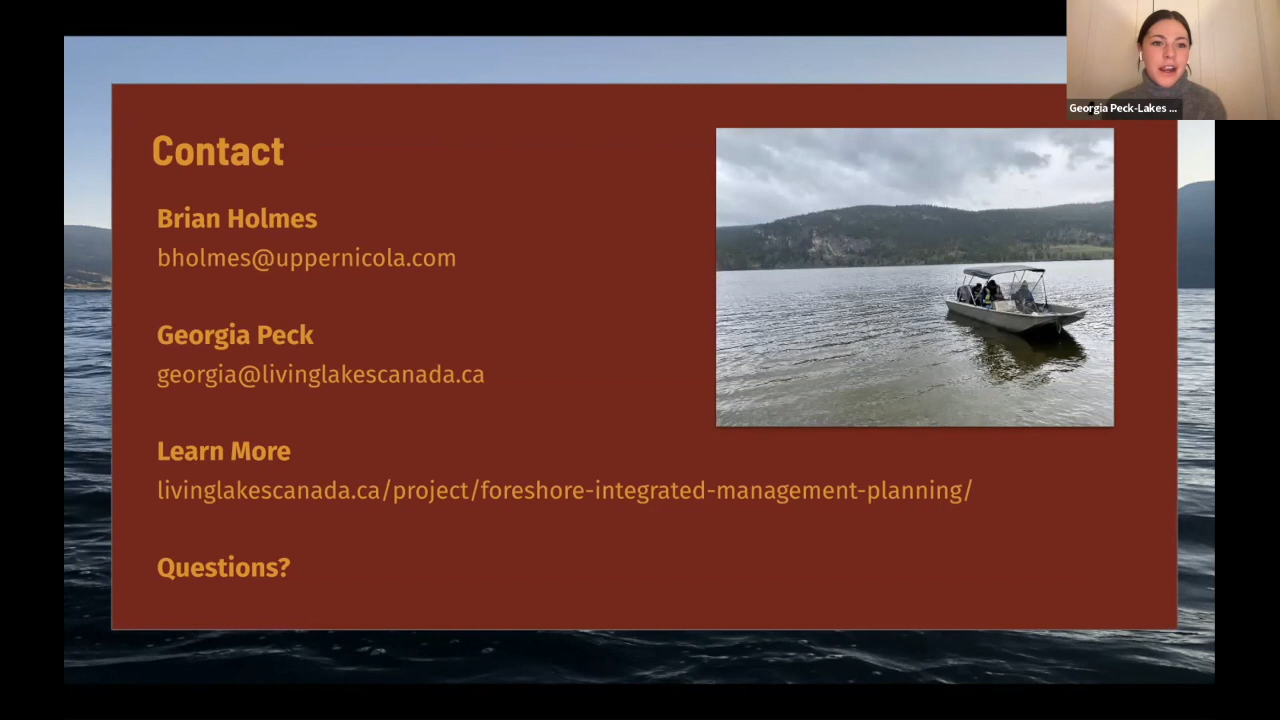 Georgia Peck-Lakes ...
Contact
Brian Holmes
bholmes@uppernicola.com
Georgia Peck
georgia@livinglakescanada.ca
Learn More
livinglakescanada.ca/project/foreshore-integrated-management-planning/
Questions?